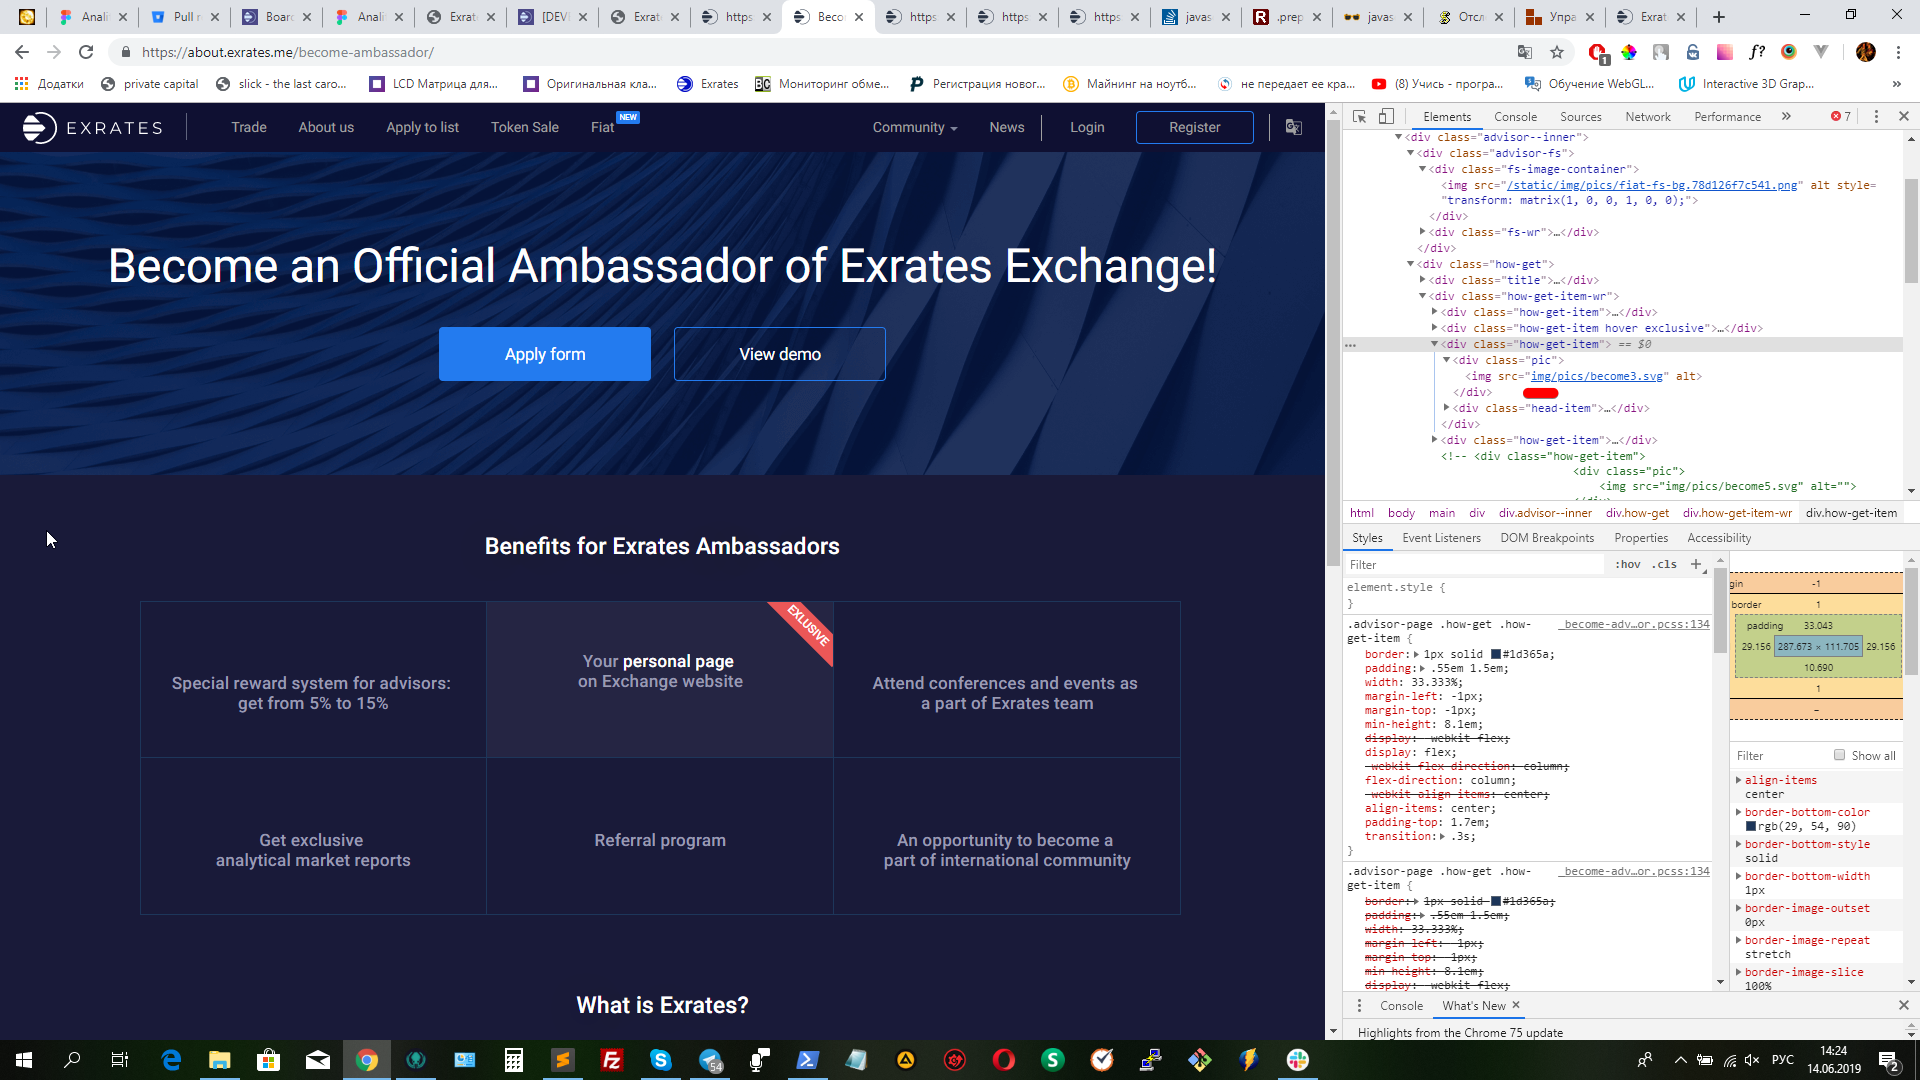 Anali
Pull r
Board
Anali
Exrate
[DEV]
Exrate
https:
Beco
https:
https:
https:
javas
.prep
javas
Отсл
Упра
Exrat
https://about.exrates.me/become-ambassador/
Додатки
private capital
slick - the last caro...
LCD Матрица для...
Оригинальная кла...
Exrates
Мониторинг обме...
Регистрация новог...
Майнинг на ноутб...
не передает ее кра...
(8) Учись - програ...
Обучение WebGL...
Interactive 3D Grap...
EXRATES
Trade
About us
Apply to list
Token Sale
Fiat
NEW
Community
News
Login
Register
Become an Official Ambassador of Exrates Exchange!
Apply form
View demo
Benefits for Exrates Ambassadors
Special reward system for advisors:
get from 5% to 15%
Your personal page
on Exchange website
EXLUSIVE
Attend conferences and events as
a part of Exrates team
Get exclusive
analytical market reports
Referral program
An opportunity to become a
part of international community
What is Exrates?
Elements
Console
Sources
Network
Performance
7
<div class="advisor--inner">
<div class="advisor-fs">
<div class="fs-image-container">
<img src="/static/img/pics/fiat-fs-bg.78d126f7c541.png" alt style=
"transform: matrix(1, 0, 0, 1, 0, 0);">
</div>
<div class="fs-wr">…</div>
</div>
<div class="how-get">
<div class="title">…</div>
<div class="how-get-item-wr">
<div class="how-get-item">…</div>
<div class="how-get-item hover exclusive">…</div>
<div class="how-get-item"> == $0
<div class="pic">
<img src="img/pics/become3.svg" alt>
</div>
<div class="head-item">…</div>
</div>
<div class="how-get-item">…</div>
<!-- <div class="how-get-item">
<div class="pic">
<img src="img/pics/become5.svg" alt="">
html body main div div.advisor--inner div.how-get div.how-get-item-wr div.how-get-item
Styles
Event Listeners
DOM Breakpoints
Properties
Accessibility
Filter
:hov .cls +
element.style {
}
.advisor-page .how-get .how-get-item {
_become-adv…or.pcss:134
border: 1px solid #1d365a;
padding: .55em 1.5em;
width: 33.333%;
margin-left: -1px;
margin-top: -1px;
min-height: 8.1em;
display: -webkit-flex;
display: flex;
-webkit-flex-direction: column;
flex-direction: column;
-webkit-align-items: center;
align-items: center;
padding-top: 1.7em;
transition: .3s;
}
.advisor-page .how-get .how-get-item {
_become-adv…or.pcss:134
border: 1px solid #1d365a;
padding: .55em 1.5em;
width: 33.333%;
margin-left: -1px;
margin-top: -1px;
min-height: 8.1em;
display: -webkit-flex;
gin
-1
border
1
padding
33.043
29.156
287.673 × 111.705
29.156
10.690
1
–
Filter
Show all
align-items
center
border-bottom-color
rgb(29, 54, 90)
border-bottom-style
solid
border-bottom-width
1px
border-image-outset
0px
border-image-repeat
stretch
border-image-slice
100%
Console
What's New
Highlights from the Chrome 75 update
54
РУС
14:24
14.06.2019
2